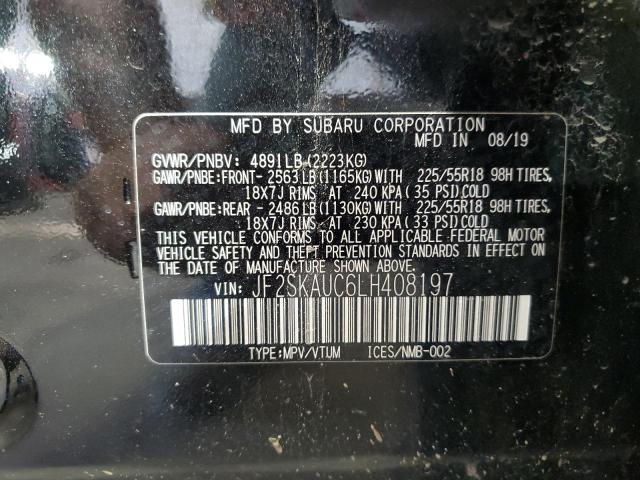 MFD BY SUBARU CORPORATION
MFD IN 08/19
GVWR/PNBV: 4891LB (2223KG)
GAWR/PNBE:FRONT-2563LB(1165KG)WITH 225/55R18 98H TIRES,
18X7J RIMS AT 240 KPA(35 PSI)COLD
GAWR/PNBE:REAR -2486LB(1130KG)WITH 225/55R18 98H TIRES,
18X7J RIMS AT 230 KPA(33 PSI)COLD
THIS VEHICLE CONFORMS TO ALL APPLICABLE FEDERAL MOTOR
VEHICLE SAFETY,BUMPER,AND THEFT PREVENTION STANDARDS
IN EFFECT ON THE DATE OF MANUFACTURE SHOWN ABOVE.
VIN: JF2SKAUC6LH408197
TYPE:MPV/VTUM ICES/NMB-002